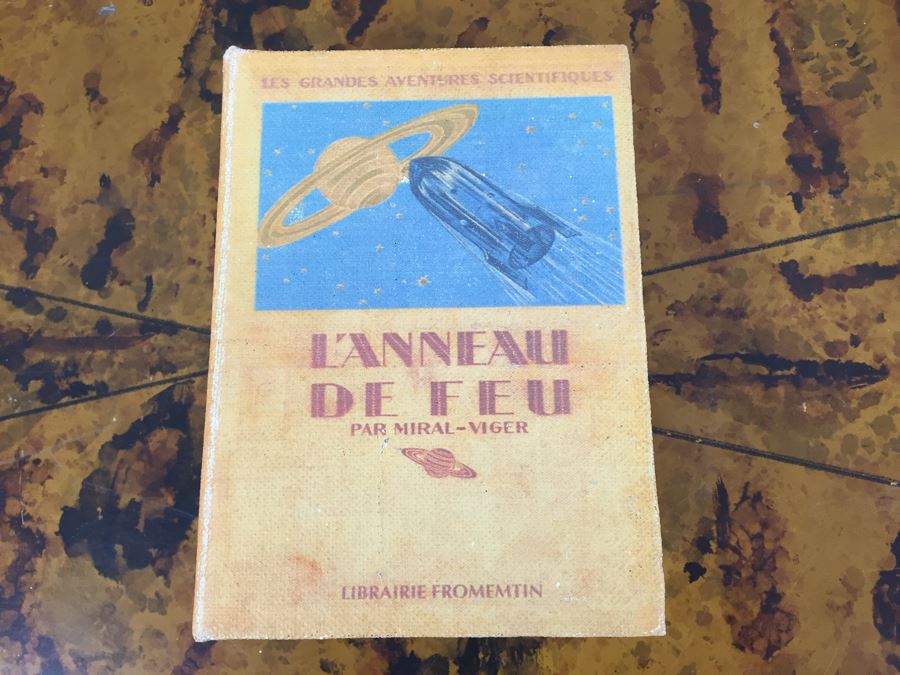 LES GRANDES AVENTURES SCIENTIFIQUES
L'ANNEAU
DE FEU
PAR MIRAL-VIGER
LIBRAIRIE FROMEMTIN